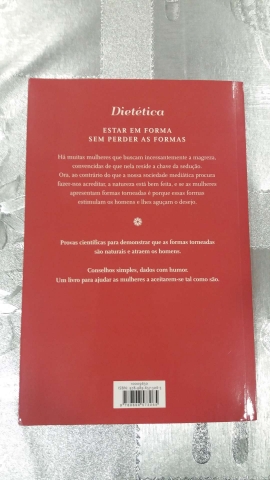 Dietética
ESTAR EM FORMA
SEM PERDER AS FORMAS
Há muitas mulheres que buscam incessantemente a magreza,
convencidas de que nela reside a chave da sedução.
Ora, ao contrário do que a nossa sociedade mediática procura
fazer-nos acreditar, a natureza está bem feita, e se as mulheres
apresentam formas torneadas é porque essas formas
estimulam os homens e lhes aguçam o desejo.
Provas científicas para demonstrar que as formas torneadas
são naturais e atraem os homens.
Conselhos simples, dados com humor.
Um livro para ajudar as mulheres a aceitarem-se tal como são.